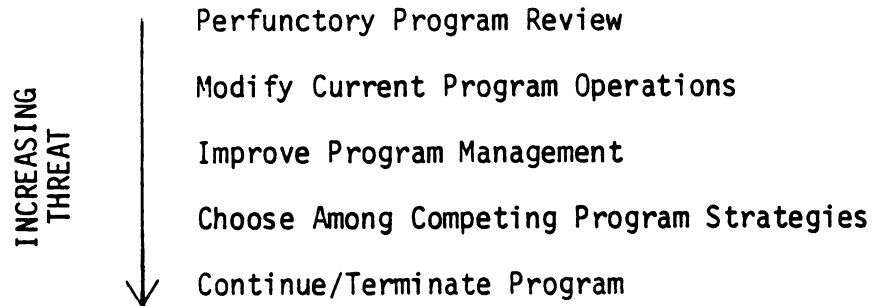 INCREASING
THREAT
Perfunctory Program Review
Modify Current Program Operations
Improve Program Management
Choose Among Competing Program Strategies
Continue/Terminate Program